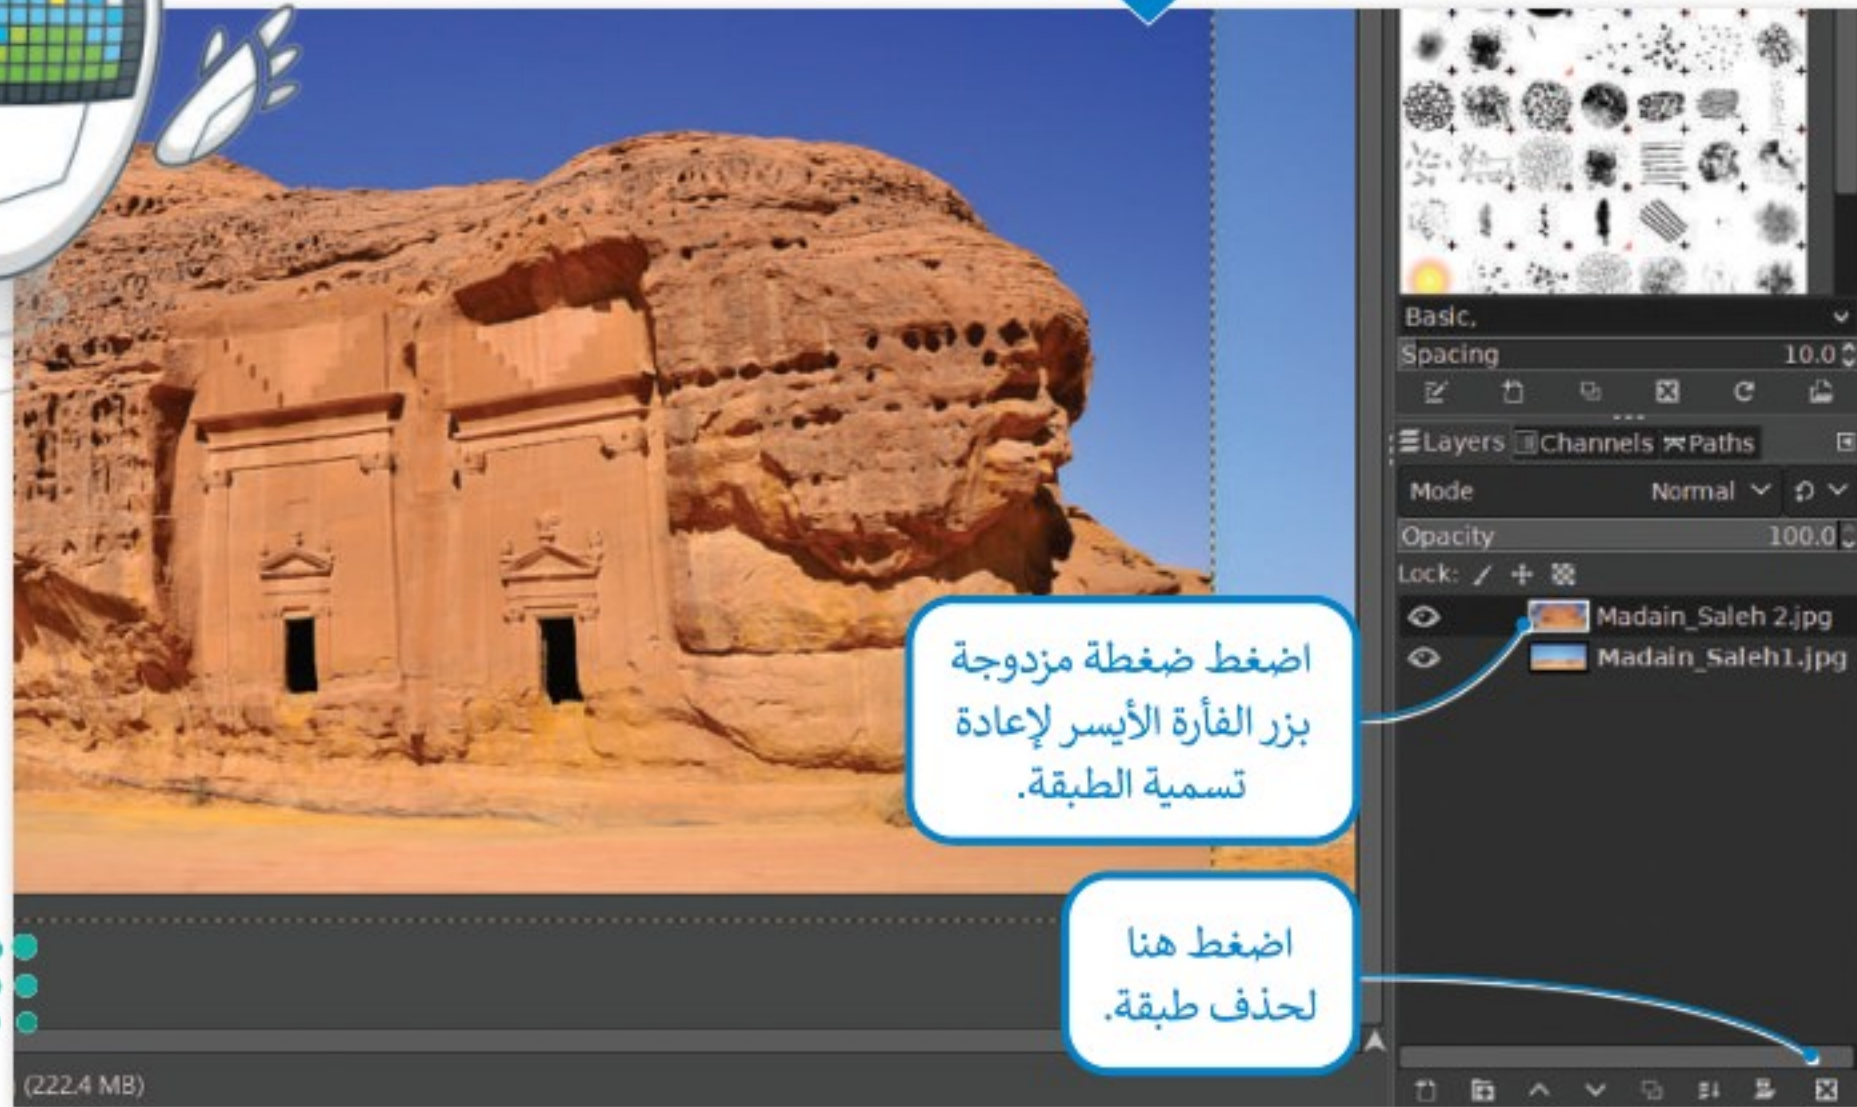 Basic,
Spacing 10.0
Layers Channels Paths
Mode Normal
Opacity 100.0
Lock:
Madain_Saleh 2.jpg
Madain_Saleh1.jpg
اضغط ضغطة مزدوجة
بزر الفأرة الأيسر لإعادة
تسمية الطبقة.
اضغط هنا
لحذف طبقة.
(222.4 MB)